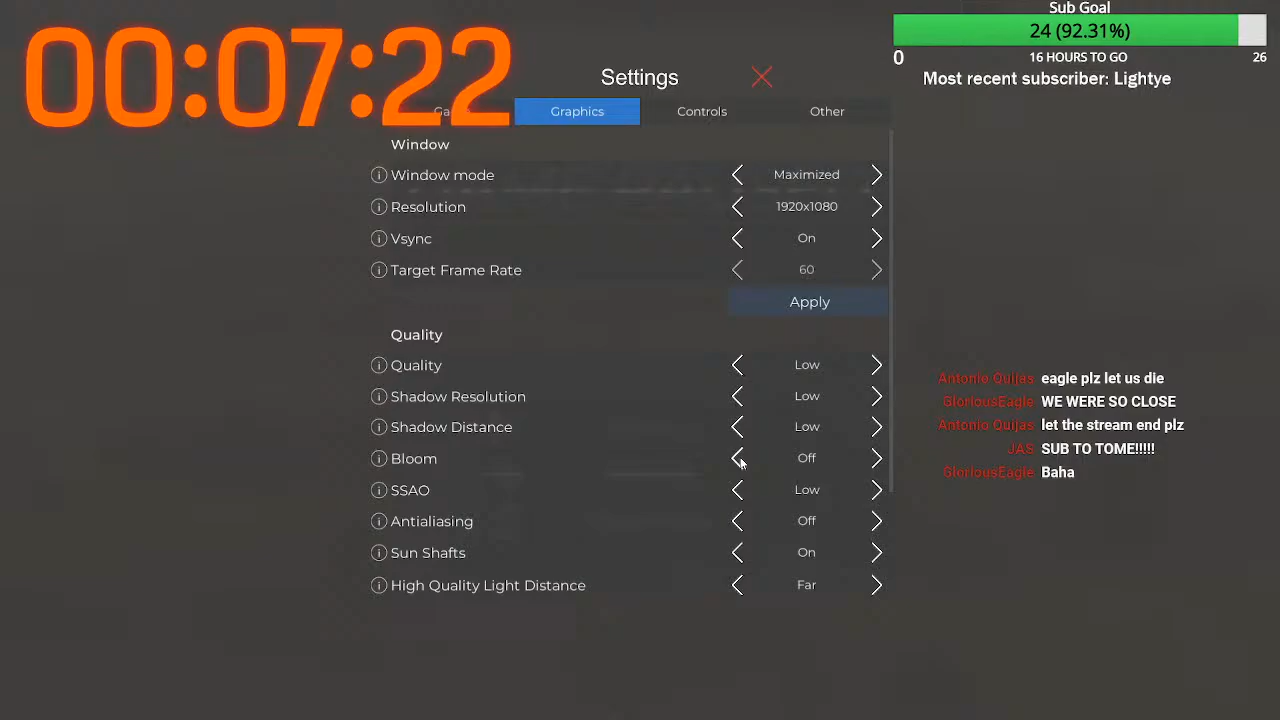 00:07:22
Sub Goal
24 (92.31%)
0 16 HOURS TO GO 26
Most recent subscriber: Lightye
Settings
Ga Graphics Controls Other
Window
Window mode Maximized
Resolution 1920x1080
Vsync On
Target Frame Rate 60
Apply
Quality
Quality Low
Shadow Resolution Low
Shadow Distance Low
Bloom Off
SSAO Low
Antialiasing Off
Sun Shafts On
High Quality Light Distance Far
Antonio Quijas eagle plz let us die
GloriousEagle WE WERE SO CLOSE
Antonio Quijas let the stream end plz
JAS SUB TO TOME!!!!!
GloriousEagle Baha